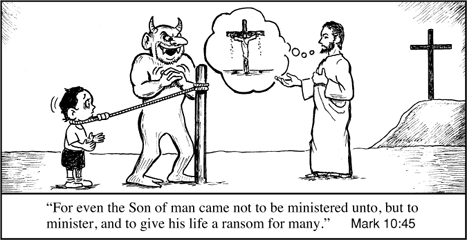 “For even the Son of man came not to be ministered unto, but to
minister, and to give his life a ransom for many.” Mark 10:45